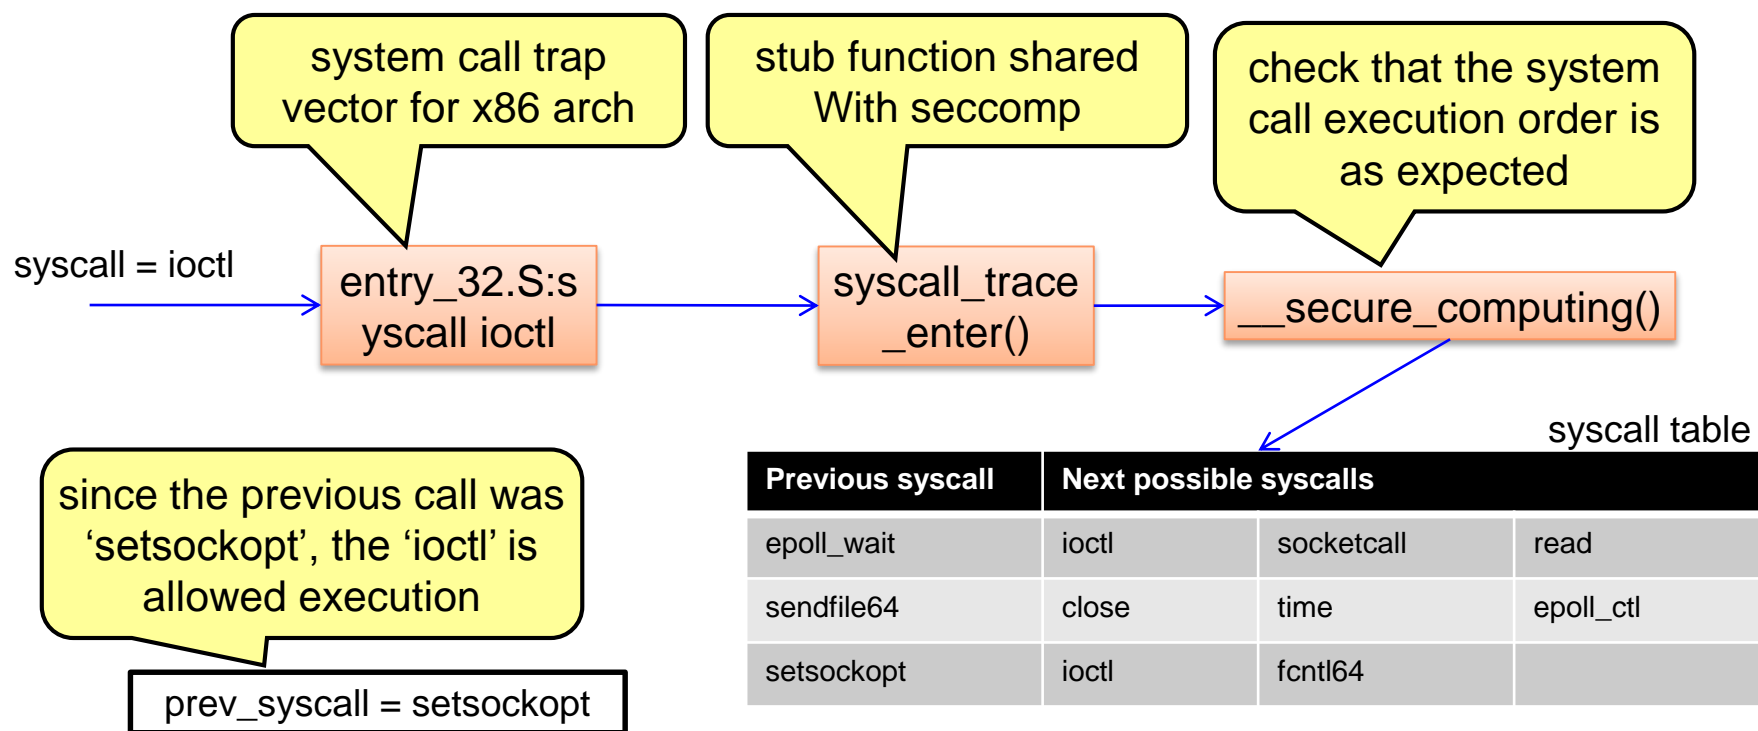 system call trap
vector for x86 arch
stub function shared
With seccomp
check that the system
call execution order is
as expected
syscall = ioctl
entry_32.S:s
yscall ioctl
syscall_trace
_enter()
__secure_computing()
since the previous call was
‘setsockopt’, the ‘ioctl’ is
allowed execution
prev_syscall = setsockopt
syscall table
Previous syscall Next possible syscalls
epoll_wait ioctl socketcall read
sendfile64 close time epoll_ctl
setsockopt ioctl fcntl64